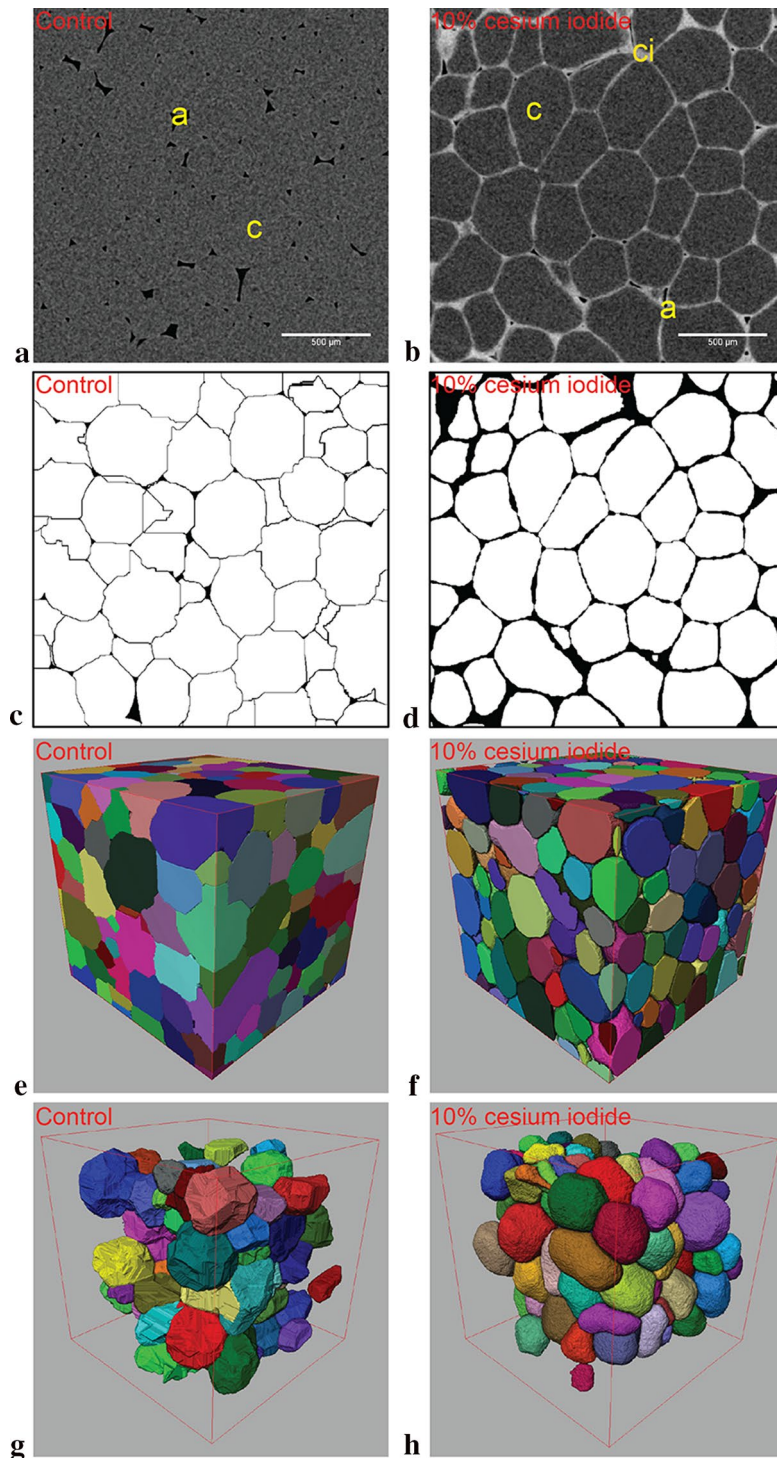 Control
a
c
500 µm
a
10% cesium iodide
ci
c
a
500 µm
b
Control
c
10% cesium iodide
d
Control
e
10% cesium iodide
f
Control
g
10% cesium iodide
h